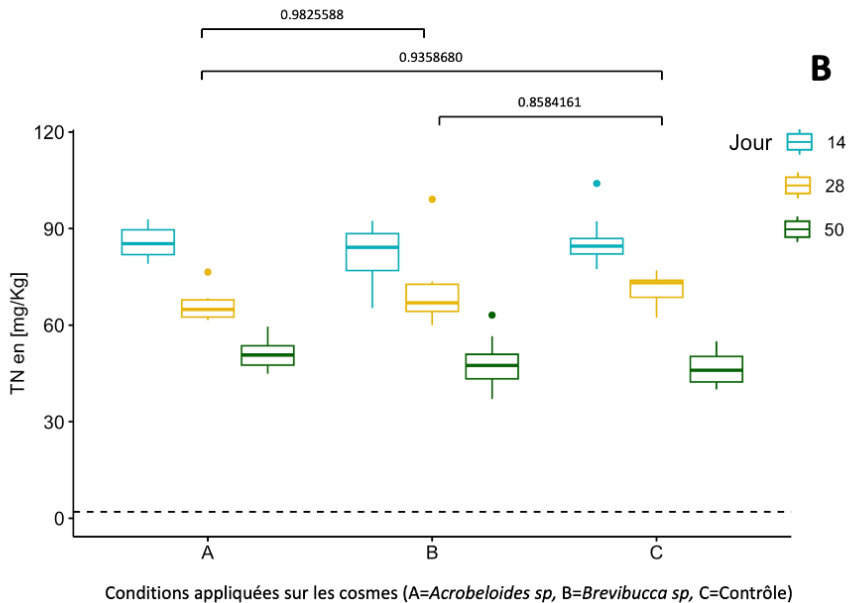 0.9825588
0.9358680
B
0.8584161
Jour
14
28
50
120
90
60
30
0
TN en [mg/Kg]
A
B
C
Conditions appliquées sur les cosmes (A=Acrobeloides sp, B=Brevibucca sp, C=Contrôle)